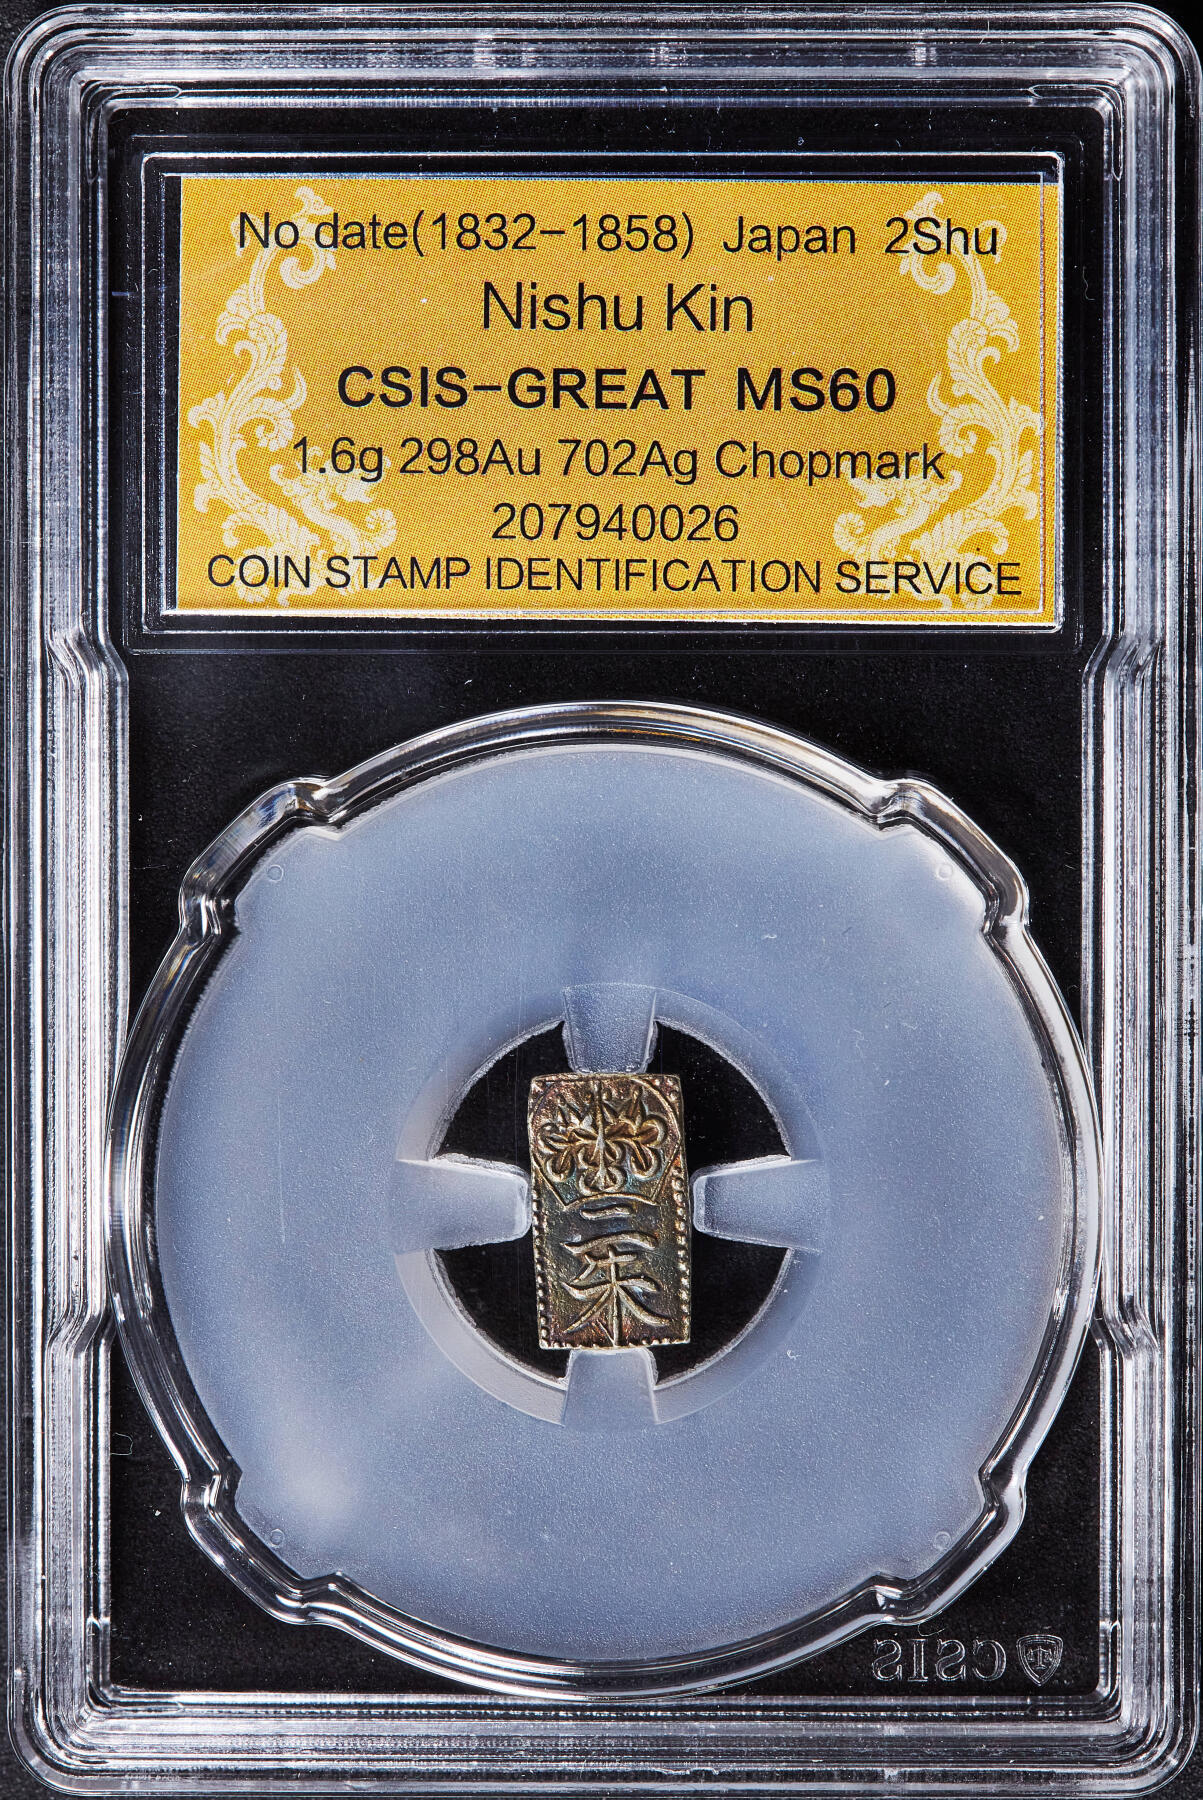 No date(1832-1858) Japan 2Shu
Nishu Kin
CSIS-GREAT MS60
1.6g 298Au 702Ag Chopmark
207940026
COIN STAMP IDENTIFICATION SERVICE
二
朱
CSIS